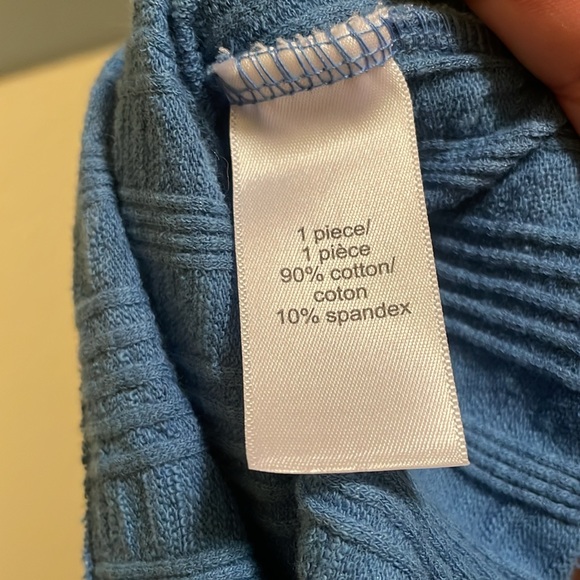 1 piece/
1 pièce
90% cotton/
coton
10% spandex